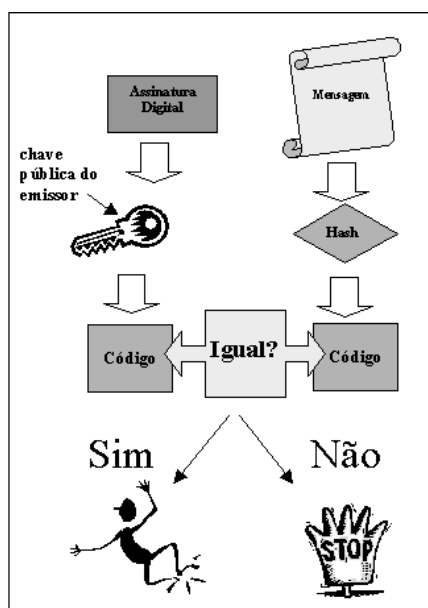 Assinatura
Digital
Mensagem
chave
pública do
emissor
Hash
Código
Igual?
Código
Sim
Não
STOP